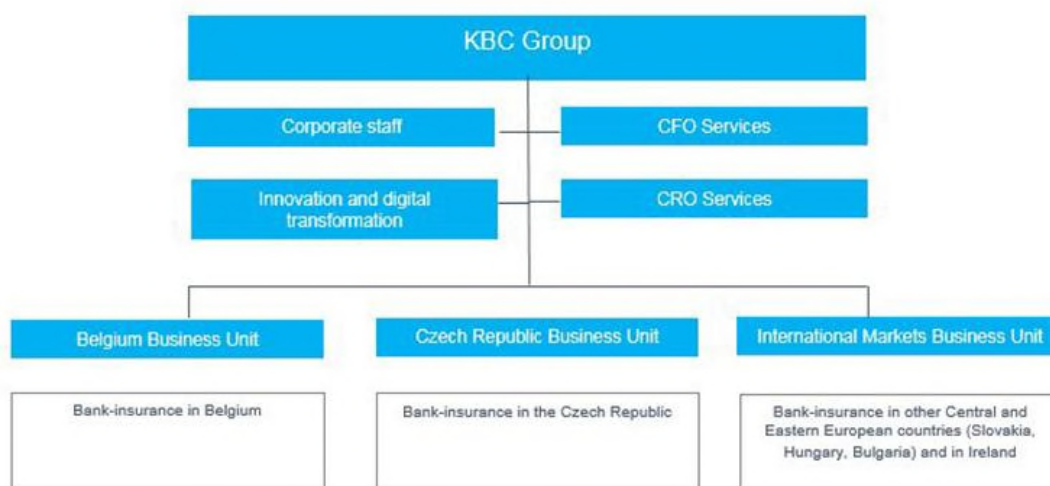 KBC Group
Corporate staff
CFO Services
Innovation and digital
transformation
CRO Services
Belgium Business Unit
Czech Republic Business Unit
International Markets Business Unit
Bank-insurance in Belgium
Bank-insurance in the Czech Republic
Bank-insurance in other Central and
Eastern European countries (Slovakia,
Hungary, Bulgaria) and in Ireland